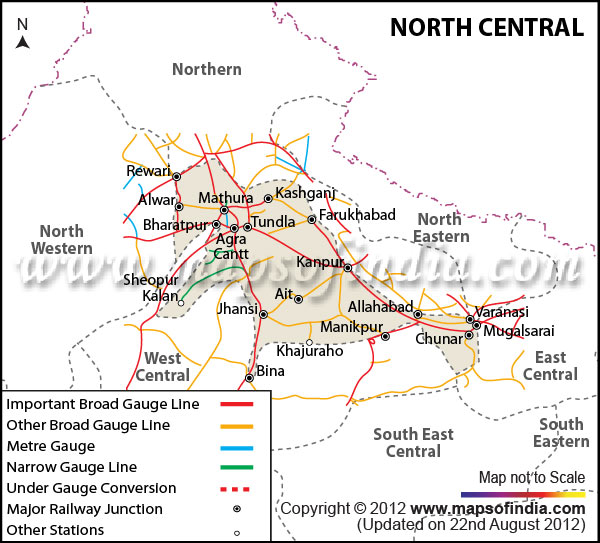 NORTH CENTRAL
N
Northern
Rewari
Alwar
Mathura
Kashganj
Bharatpur
Tundla
Farukhabad
Agra
Cantt
North
Western
North
Eastern
www.mapsofindia.com
Kanpur
Sheopur
Kalan
Ait
Jhansi
Allahabad
Varanasi
Manikpur
Mugalsarai
Chunar
Khajuraho
West
Central
Bina
East
Central
South East
Central
South
Eastern
Important Broad Gauge Line
Other Broad Gauge Line
Metre Gauge
Narrow Gauge Line
Under Gauge Conversion
Major Railway Junction
Other Stations
Map not to Scale
Copyright © 2012 www.mapsofindia.com
(Updated on 22nd August 2012)